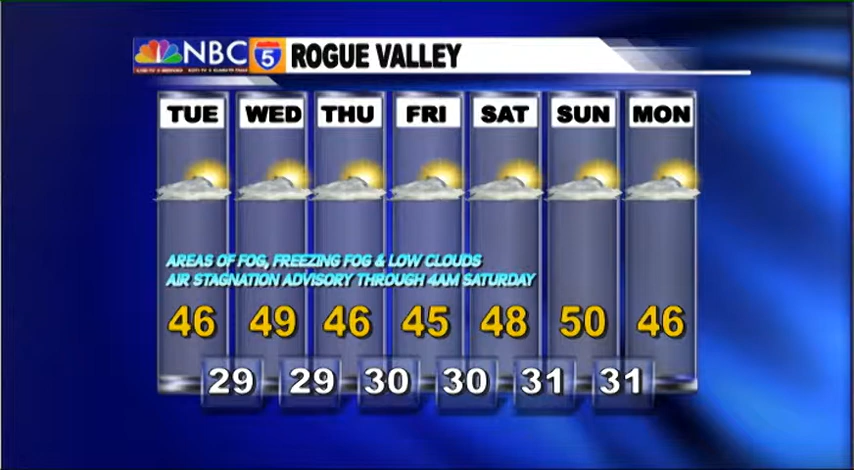 NBC 5 ROGUE VALLEY
TUE WED THU FRI SAT SUN MON
AREAS OF FOG, FREEZING FOG & LOW CLOUDS
AIR STAGNATION ADVISORY THROUGH 4AM SATURDAY
46 49 46 45 48 50 46
29 29 30 30 31 31